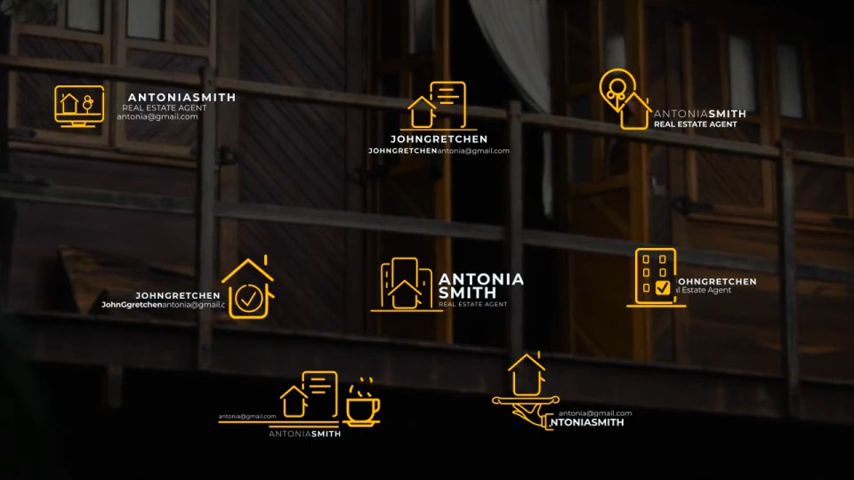 ANTONIASMITH
REAL ESTATE AGENT
antonia@gmail.com
JOHNGRETCHEN
JOHNGRETCHENantonia@gmail.com
ANTONIASMITH
REAL ESTATE AGENT
JOHNGRETCHEN
JohnGgretchenantonia@gmail.c
ANTONIA
SMITH
REAL ESTATE AGENT
OHNGRETCHEN
al Estate Agent
antonia@gmail.com
ANTONIASMITH
antonia@gmail.com
NTONIASMITH